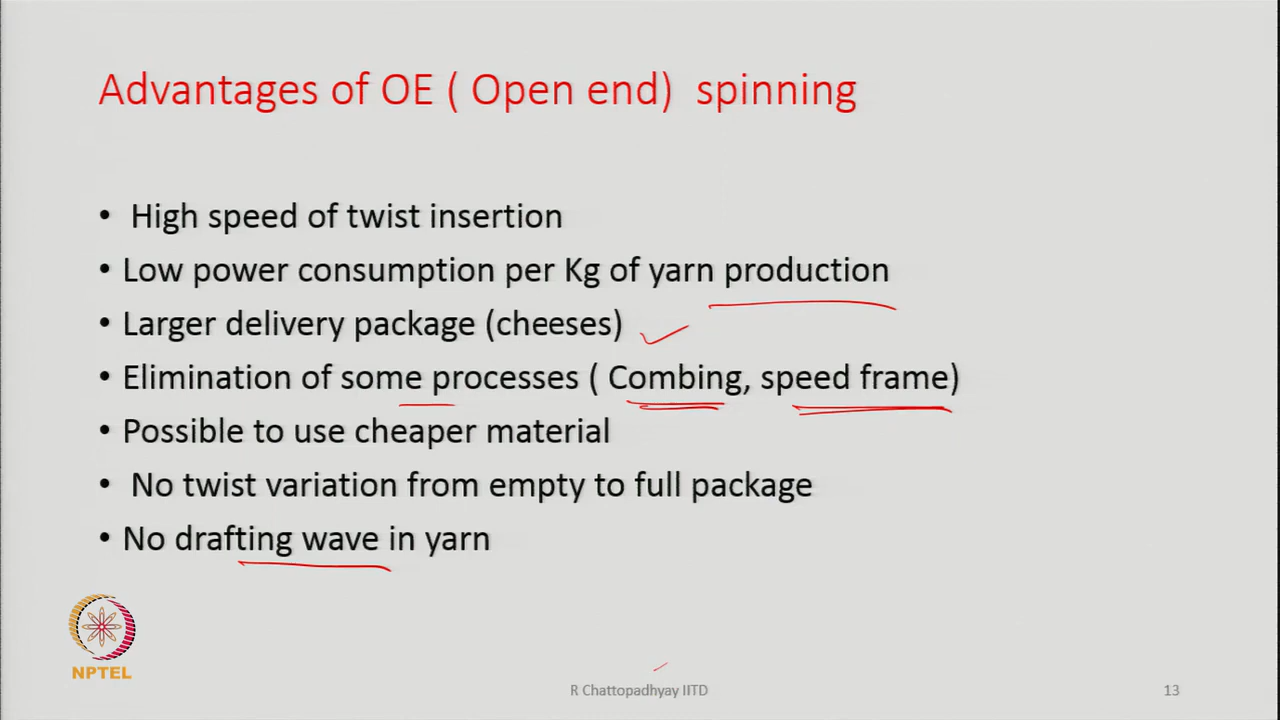 Advantages of OE ( Open end) spinning
• High speed of twist insertion
• Low power consumption per Kg of yarn production
• Larger delivery package (cheeses)
• Elimination of some processes ( Combing, speed frame)
• Possible to use cheaper material
• No twist variation from empty to full package
• No drafting wave in yarn
NPTEL
R Chattopadhyay IITD
13